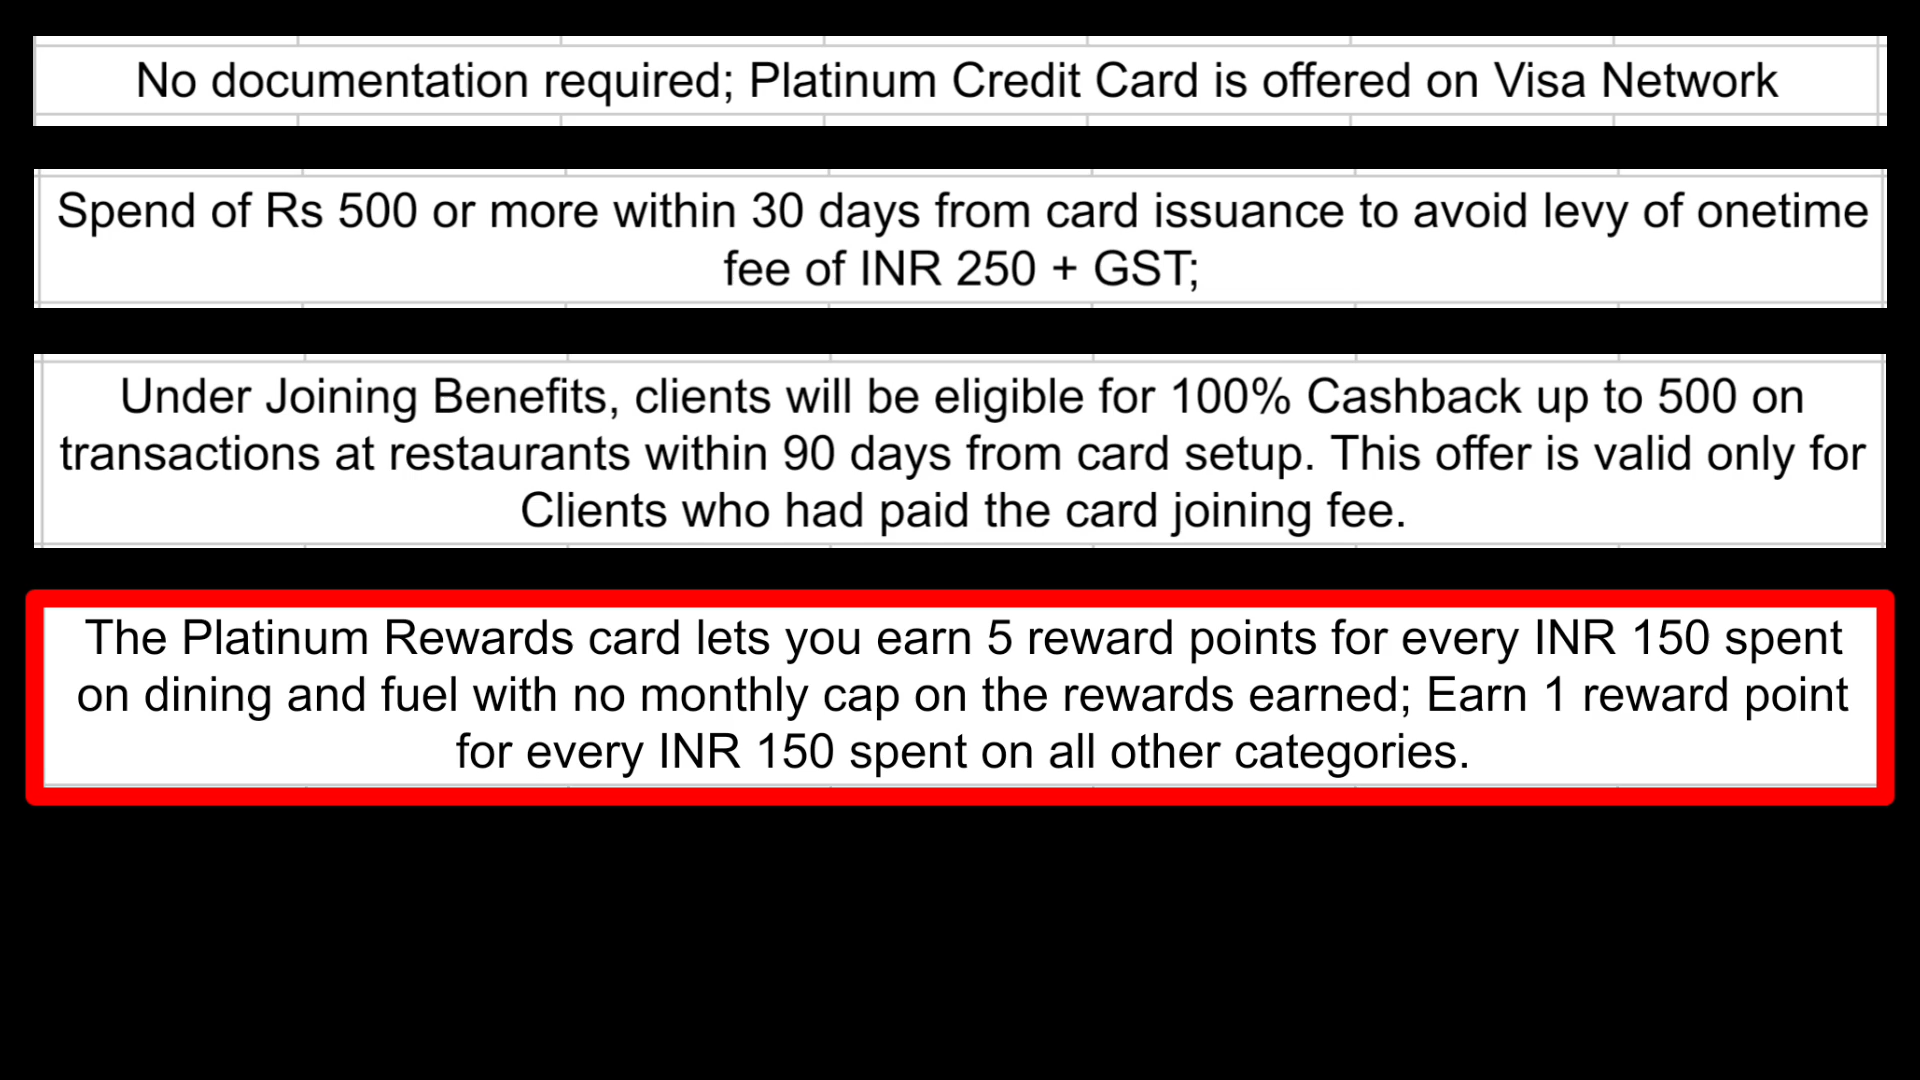 No documentation required; Platinum Credit Card is offered on Visa Network
Spend of Rs 500 or more within 30 days from card issuance to avoid levy of onetime
fee of INR 250 + GST;
Under Joining Benefits, clients will be eligible for 100% Cashback up to 500 on
transactions at restaurants within 90 days from card setup. This offer is valid only for
Clients who had paid the card joining fee.
The Platinum Rewards card lets you earn 5 reward points for every INR 150 spent
on dining and fuel with no monthly cap on the rewards earned; Earn 1 reward point
for every INR 150 spent on all other categories.